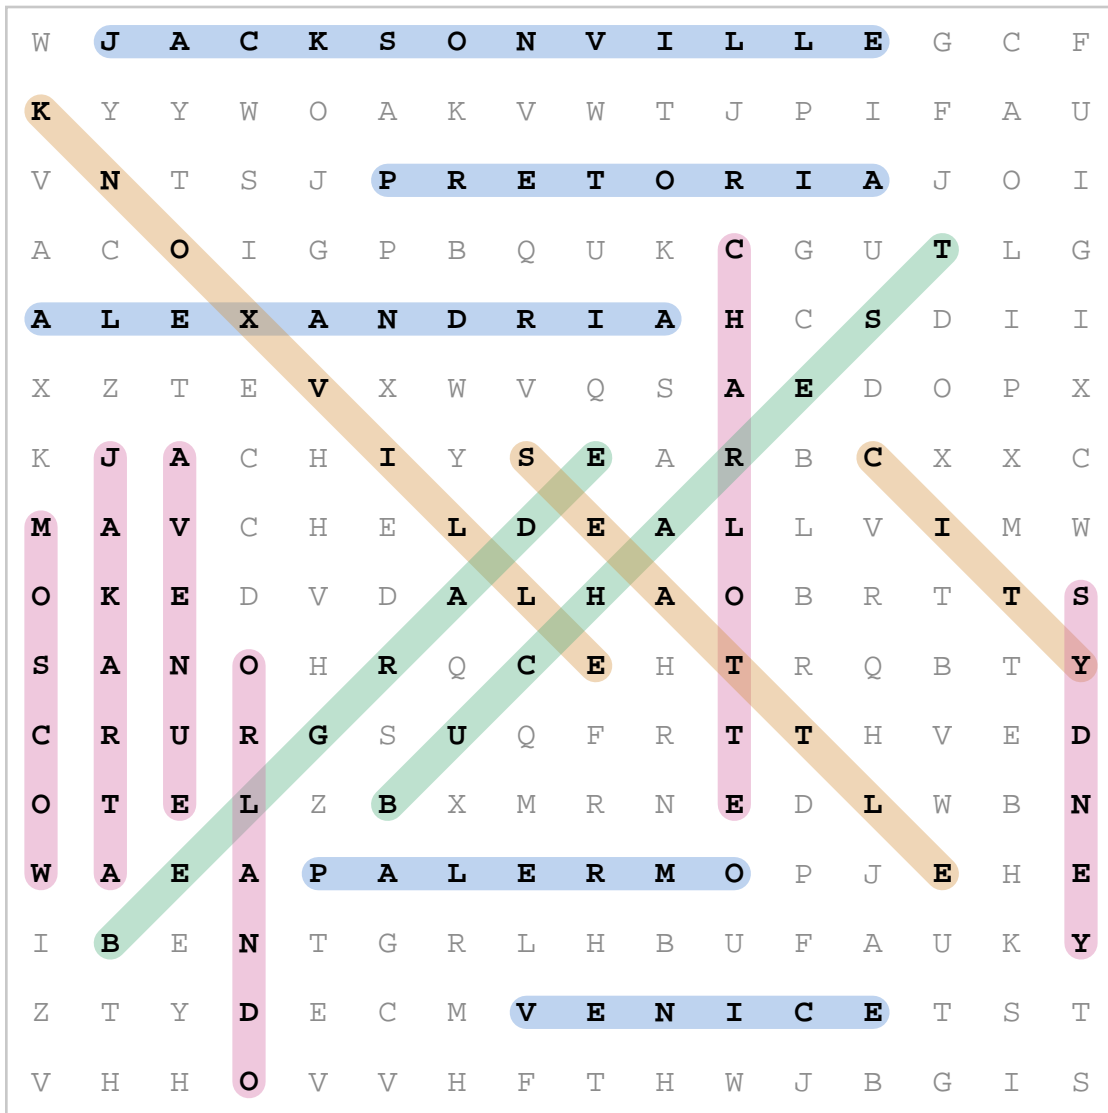 W J A C K S O N V I L L E G C F
K Y Y W O A K V W T J P I F A U
V N T S J P R E T O R I A J O I
A C O I G P B Q U K C G U T L G
A L E X A N D R I A H C S D I I
X Z T E V X W V Q S A E D O P X
K J A C H I Y S E A R B C X X C
M A V C H E L D E A L L V I M W
O K E D V D A L H A O B R T T S
S A N O H R Q C E H T R Q B T Y
C R U R G S U Q F R T T H V E D
O T E L Z B X M R N E D L W B N
W A E A P A L E R M O P J E H E
I B E N T G R L H B U F A U K Y
Z T Y D E C M V E N I C E T S T
V H H O V V H F T H W J B G I S